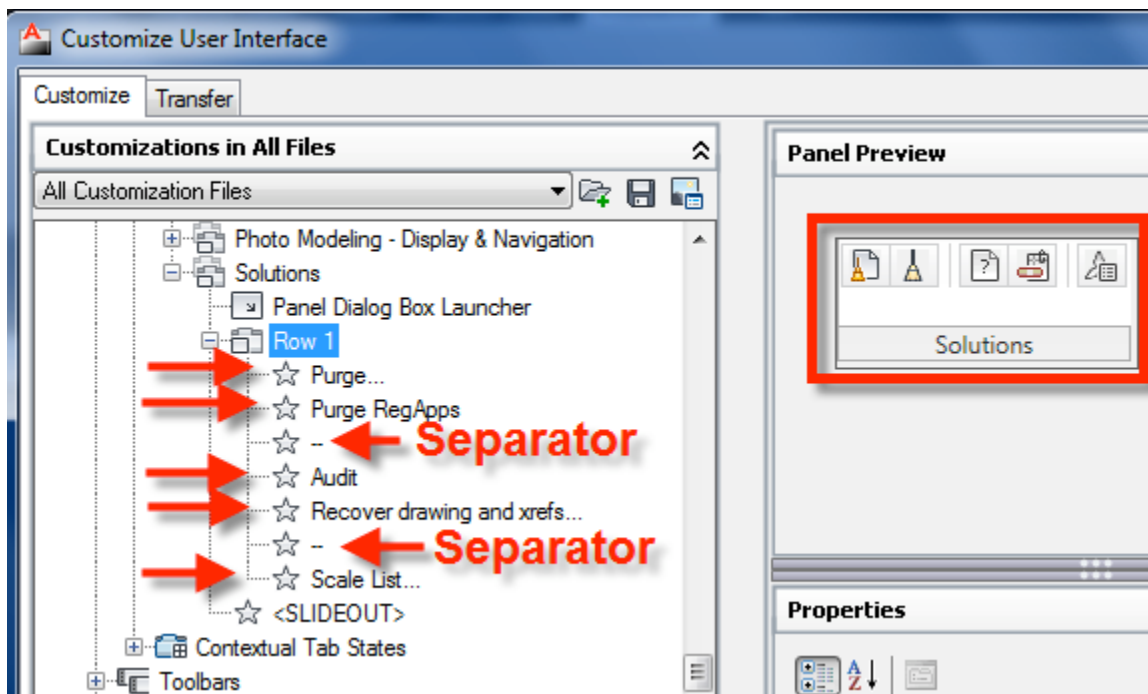 Customize User Interface
Customize Transfer
Customizations in All Files
All Customization Files
Photo Modeling - Display & Navigation
Solutions
Panel Dialog Box Launcher
Row 1
Purge...
Purge RegApps
-- Separator
Audit
Recover drawing and xrefs...
-- Separator
Scale List...
<SLIDEOUT>
Contextual Tab States
Toolbars
Panel Preview
Solutions
Properties